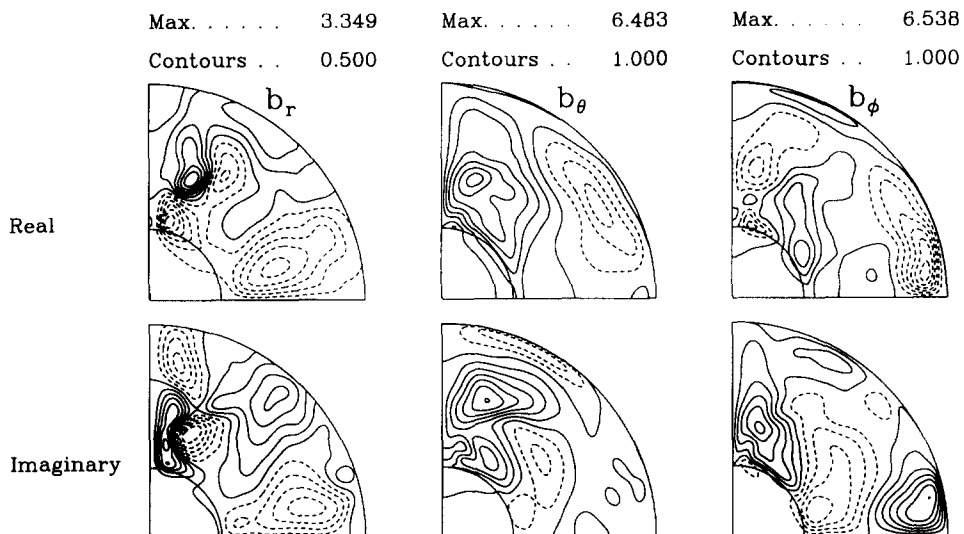 Max. . . . . . . 3.349 Max. . . . . . . 6.483 Max. . . . . . . 6.538
Contours . . 0.500 Contours . . 1.000 Contours . . 1.000
b_r b_θ b_φ
Real
Imaginary